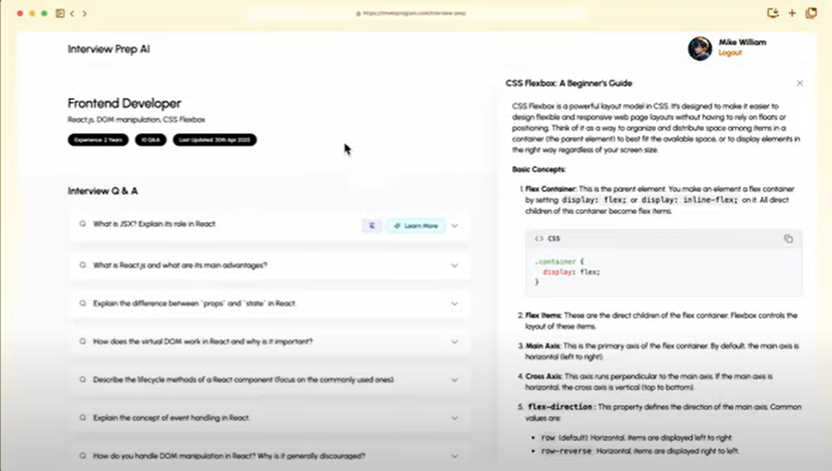 https://timetoprogram.com/interview-prep
Interview Prep AI
Mike William
Logout
Frontend Developer
React.js, DOM manipulation, CSS Flexbox
Experience: 2 Years
10 Q&A
Last Updated: 30th Apr 2025
Interview Q & A
Q What is JSX? Explain its role in React.
Learn More
Q What is React.js and what are its main advantages?
Q Explain the difference between `props` and `state` in React.
Q How does the virtual DOM work in React and why is it important?
Q Describe the lifecycle methods of a React component (focus on the commonly used ones).
Q Explain the concept of event handling in React.
Q How do you handle DOM manipulation in React? Why is it generally discouraged?
CSS Flexbox: A Beginner's Guide
CSS Flexbox is a powerful layout model in CSS. It's designed to make it easier to
design flexible and responsive web page layouts without having to rely on floats or
positioning. Think of it as a way to organize and distribute space among items in a
container (the parent element) to best fit the available space, or to display elements in
the right way regardless of your screen size.
Basic Concepts:
1. Flex Container: This is the parent element. You make an element a flex container
by setting display: flex; or display: inline-flex; on it. All direct
children of this container become flex items.
<> CSS
.container {
display: flex;
}
2. Flex Items: These are the direct children of the flex container. Flexbox controls the
layout of these items.
3. Main Axis: This is the primary axis of the flex container. By default, the main axis is
horizontal (left to right).
4. Cross Axis: This axis runs perpendicular to the main axis. If the main axis is
horizontal, the cross axis is vertical (top to bottom).
5. flex-direction: This property defines the direction of the main axis. Common
values are:
• row (default): Horizontal, items are displayed left to right.
• row-reverse: Horizontal, items are displayed right to left.